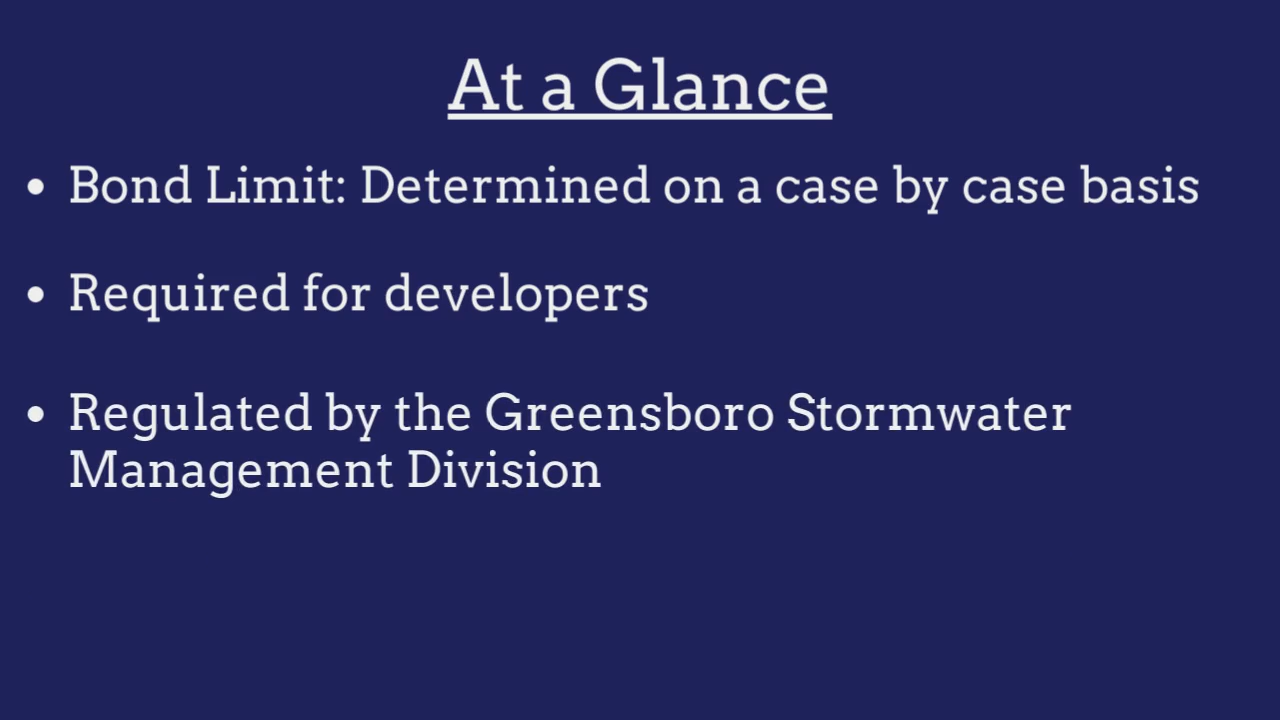 At a Glance
• Bond Limit: Determined on a case by case basis
• Required for developers
• Regulated by the Greensboro Stormwater
Management Division